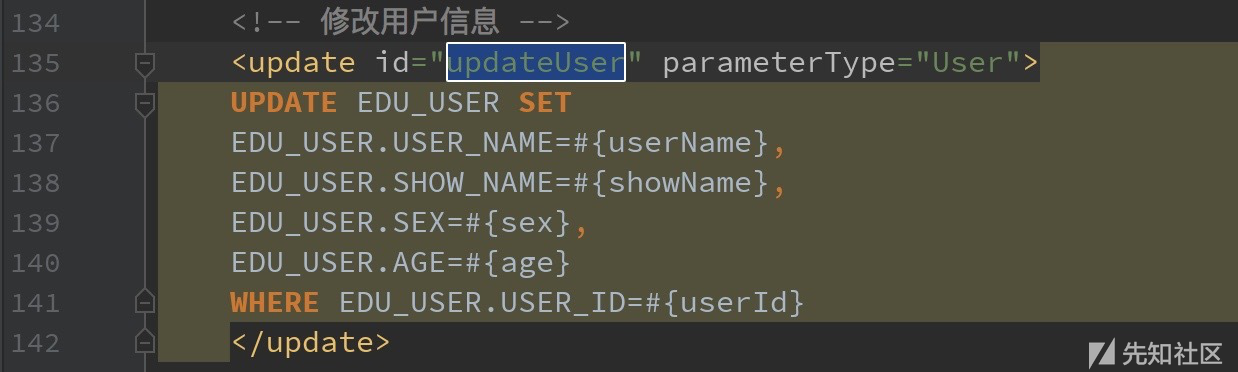 134 <!-- 修改用户信息 -->
135 <update id="updateUser" parameterType="User">
136 UPDATE EDU_USER SET
137 EDU_USER.USER_NAME=#{userName},
138 EDU_USER.SHOW_NAME=#{showName},
139 EDU_USER.SEX=#{sex},
140 EDU_USER.AGE=#{age}
141 WHERE EDU_USER.USER_ID=#{userId}
142 </update>
先知社区